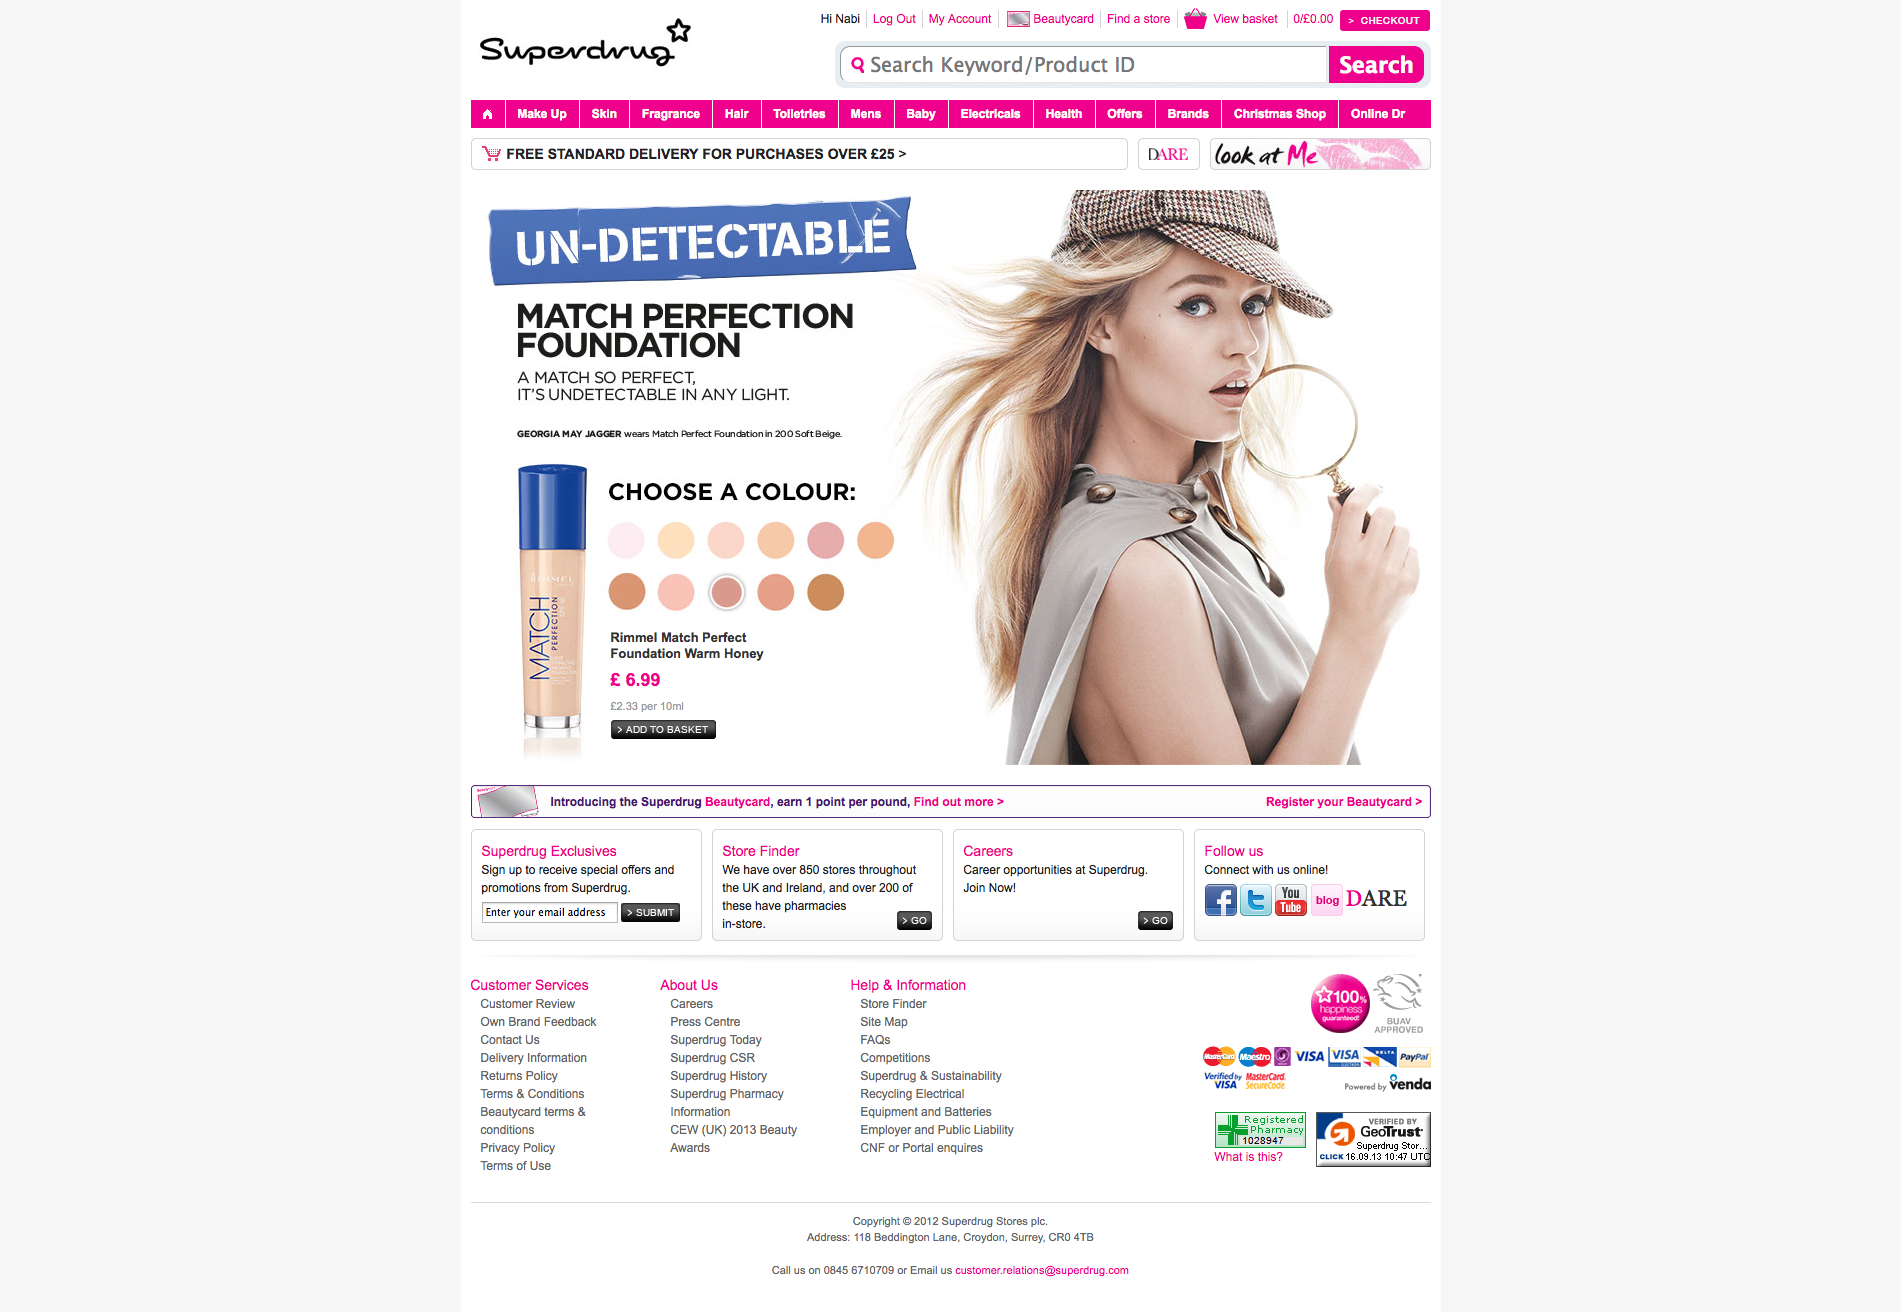 Superdrug
Hi Nabi Log Out My Account Beautycard Find a store View basket 0/£0.00 > CHECKOUT
Search Keyword/Product ID Search
Make Up Skin Fragrance Hair Toiletries Mens Baby Electricals Health Offers Brands Christmas Shop Online Dr
FREE STANDARD DELIVERY FOR PURCHASES OVER £25 >
DARE
look at Me
UN-DETECTABLE
MATCH PERFECTION
FOUNDATION
A MATCH SO PERFECT,
IT'S UNDETECTABLE IN ANY LIGHT.
GEORGIA MAY JAGGER wears Match Perfect Foundation in 200 Soft Beige.
CHOOSE A COLOUR:
RIMMEL
MATCH
PERFECTION
Rimmel Match Perfect
Foundation Warm Honey
£ 6.99
£2.33 per 10ml
> ADD TO BASKET
Introducing the Superdrug Beautycard, earn 1 point per pound, Find out more >
Register your Beautycard >
Superdrug Exclusives
Sign up to receive special offers and
promotions from Superdrug.
Enter your email address > SUBMIT
Store Finder
We have over 850 stores throughout
the UK and Ireland, and over 200 of
these have pharmacies
in-store.
> GO
Careers
Career opportunities at Superdrug.
Join Now!
> GO
Follow us
Connect with us online!
f t You Tube blog DARE
Customer Services
Customer Review
Own Brand Feedback
Contact Us
Delivery Information
Returns Policy
Terms & Conditions
Beautycard terms &
conditions
Privacy Policy
Terms of Use
About Us
Careers
Press Centre
Superdrug Today
Superdrug CSR
Superdrug History
Superdrug Pharmacy
Information
CEW (UK) 2013 Beauty
Awards
Help & Information
Store Finder
Site Map
FAQs
Competitions
Superdrug & Sustainability
Recycling Electrical
Equipment and Batteries
Employer and Public Liability
CNF or Portal enquires
100%
happiness
guaranteed!
BUAV
APPROVED
MasterCard Maestro VISA VISA ELECTRON DELTA PayPal
Verified by VISA MasterCard. SecureCode.
Powered by venda
Registered
Pharmacy
1028947
What is this?
VERIFIED BY
GeoTrust
Superdrug Stor...
CLICK 16.09.13 10:47 UTC
Copyright © 2012 Superdrug Stores plc.
Address: 118 Beddington Lane, Croydon, Surrey, CR0 4TB
Call us on 0845 6710709 or Email us customer.relations@superdrug.com